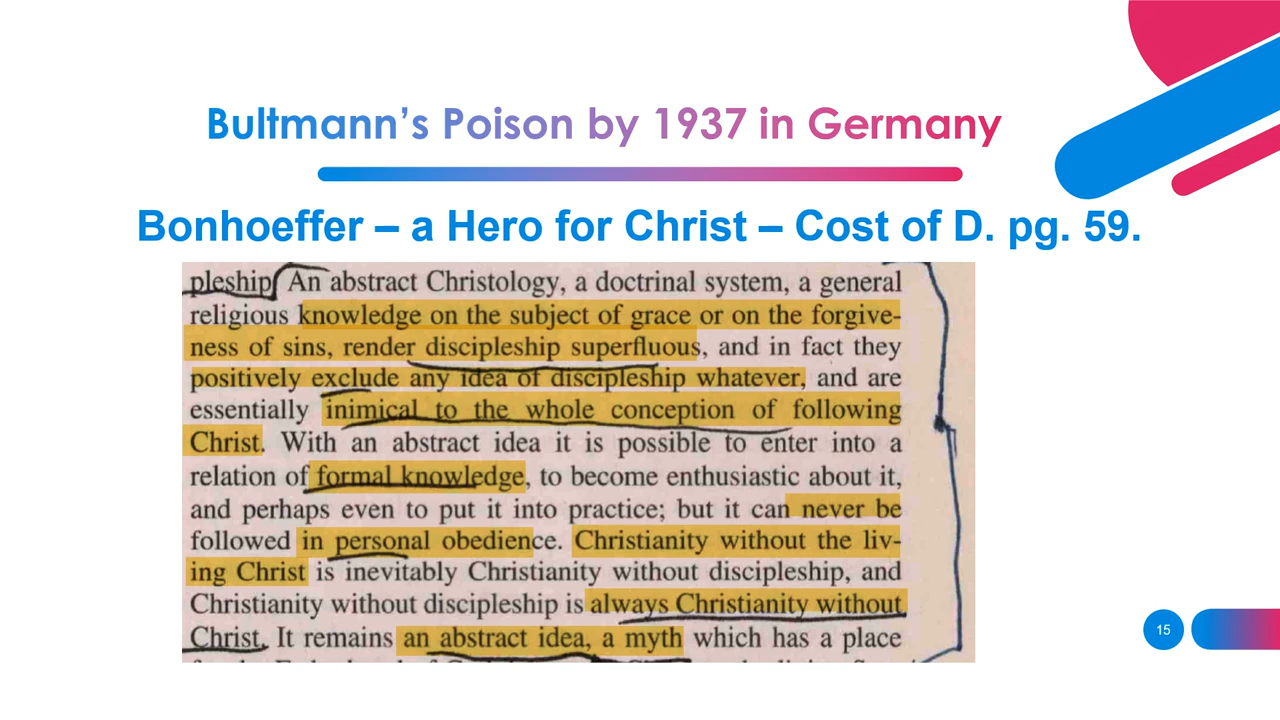 Bultmann’s Poison by 1937 in Germany
Bonhoeffer – a Hero for Christ – Cost of D. pg. 59.
pleship. An abstract Christology, a doctrinal system, a general
religious knowledge on the subject of grace or on the forgive-
ness of sins, render discipleship superfluous, and in fact they
positively exclude any idea of discipleship whatever, and are
essentially inimical to the whole conception of following
Christ. With an abstract idea it is possible to enter into a
relation of formal knowledge, to become enthusiastic about it,
and perhaps even to put it into practice; but it can never be
followed in personal obedience. Christianity without the liv-
ing Christ is inevitably Christianity without discipleship, and
Christianity without discipleship is always Christianity without
Christ. It remains an abstract idea, a myth which has a place
15